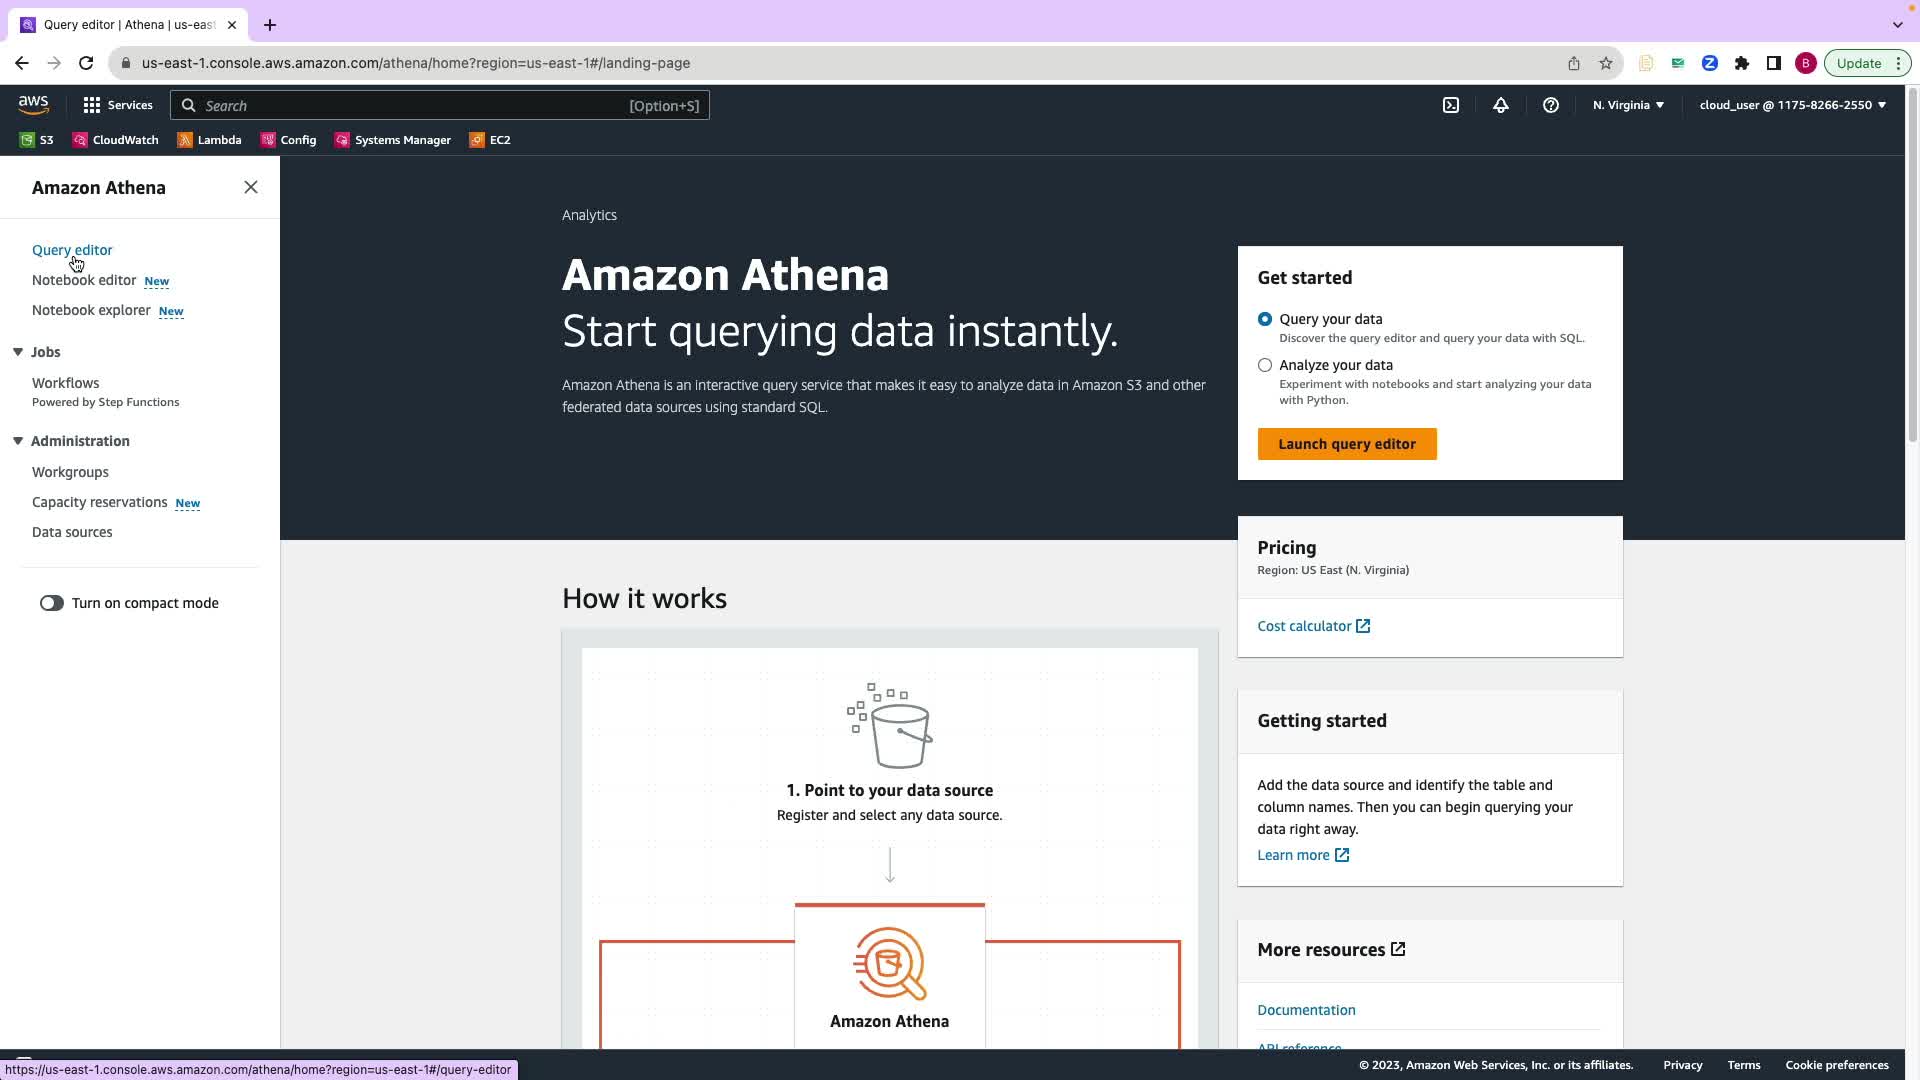 Query editor | Athena | us-east
us-east-1.console.aws.amazon.com/athena/home?region=us-east-1#/landing-page
B
Update
aws
Services
Search
[Option+S]
N. Virginia
cloud_user @ 1175-8266-2550
S3
CloudWatch
Lambda
Config
Systems Manager
EC2
Amazon Athena
Query editor
Notebook editor New
Notebook explorer New
Jobs
Workflows
Powered by Step Functions
Administration
Workgroups
Capacity reservations New
Data sources
Turn on compact mode
Analytics
Amazon Athena
Start querying data instantly.
Amazon Athena is an interactive query service that makes it easy to analyze data in Amazon S3 and other
federated data sources using standard SQL.
Get started
Query your data
Discover the query editor and query your data with SQL.
Analyze your data
Experiment with notebooks and start analyzing your data
with Python.
Launch query editor
How it works
1. Point to your data source
Register and select any data source.
Amazon Athena
Pricing
Region: US East (N. Virginia)
Cost calculator
Getting started
Add the data source and identify the table and
column names. Then you can begin querying your
data right away.
Learn more
More resources
Documentation
API reference
https://us-east-1.console.aws.amazon.com/athena/home?region=us-east-1#/query-editor
© 2023, Amazon Web Services, Inc. or its affiliates.
Privacy
Terms
Cookie preferences